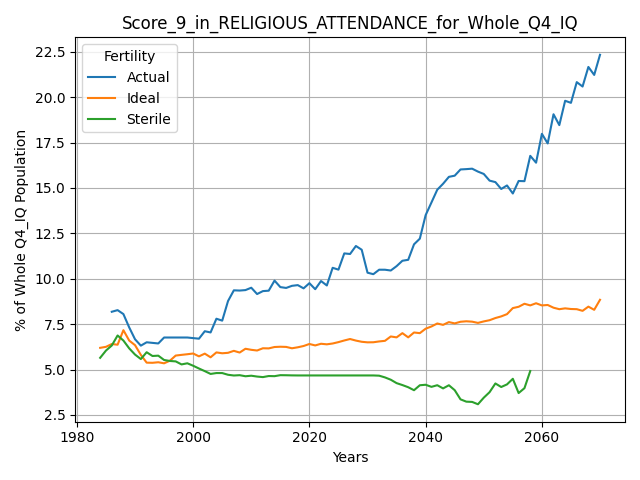 Score_9_in_RELIGIOUS_ATTENDANCE_for_Whole_Q4_IQ
Fertility
Actual
Ideal
Sterile
% of Whole Q4_IQ Population
22.5
20.0
17.5
15.0
12.5
10.0
7.5
5.0
2.5
1980
2000
2020
2040
2060
Years